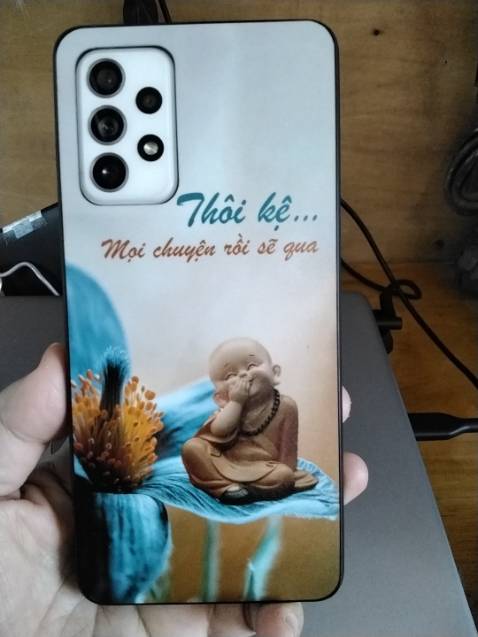 Thôi kệ...
Mọi chuyện rồi sẽ qua